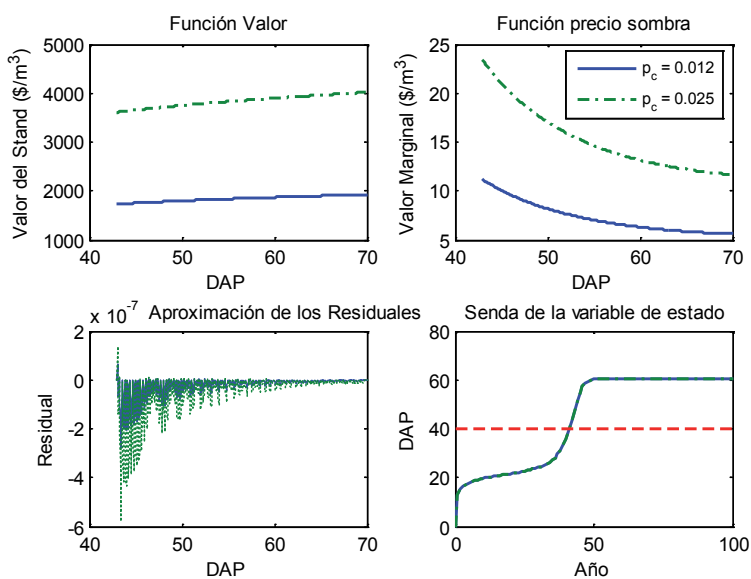 Función Valor
Valor del Stand ($/m³)
5000
4000
3000
2000
1000
40
50
60
70
DAP
Función precio sombra
Valor Marginal ($/m³)
25
20
15
10
5
p_c = 0.012
p_c = 0.025
40
50
60
70
DAP
x 10⁻⁷
Aproximación de los Residuales
Residual
2
0
-2
-4
-6
40
50
60
70
DAP
Senda de la variable de estado
DAP
80
60
40
20
0
0
50
100
Año